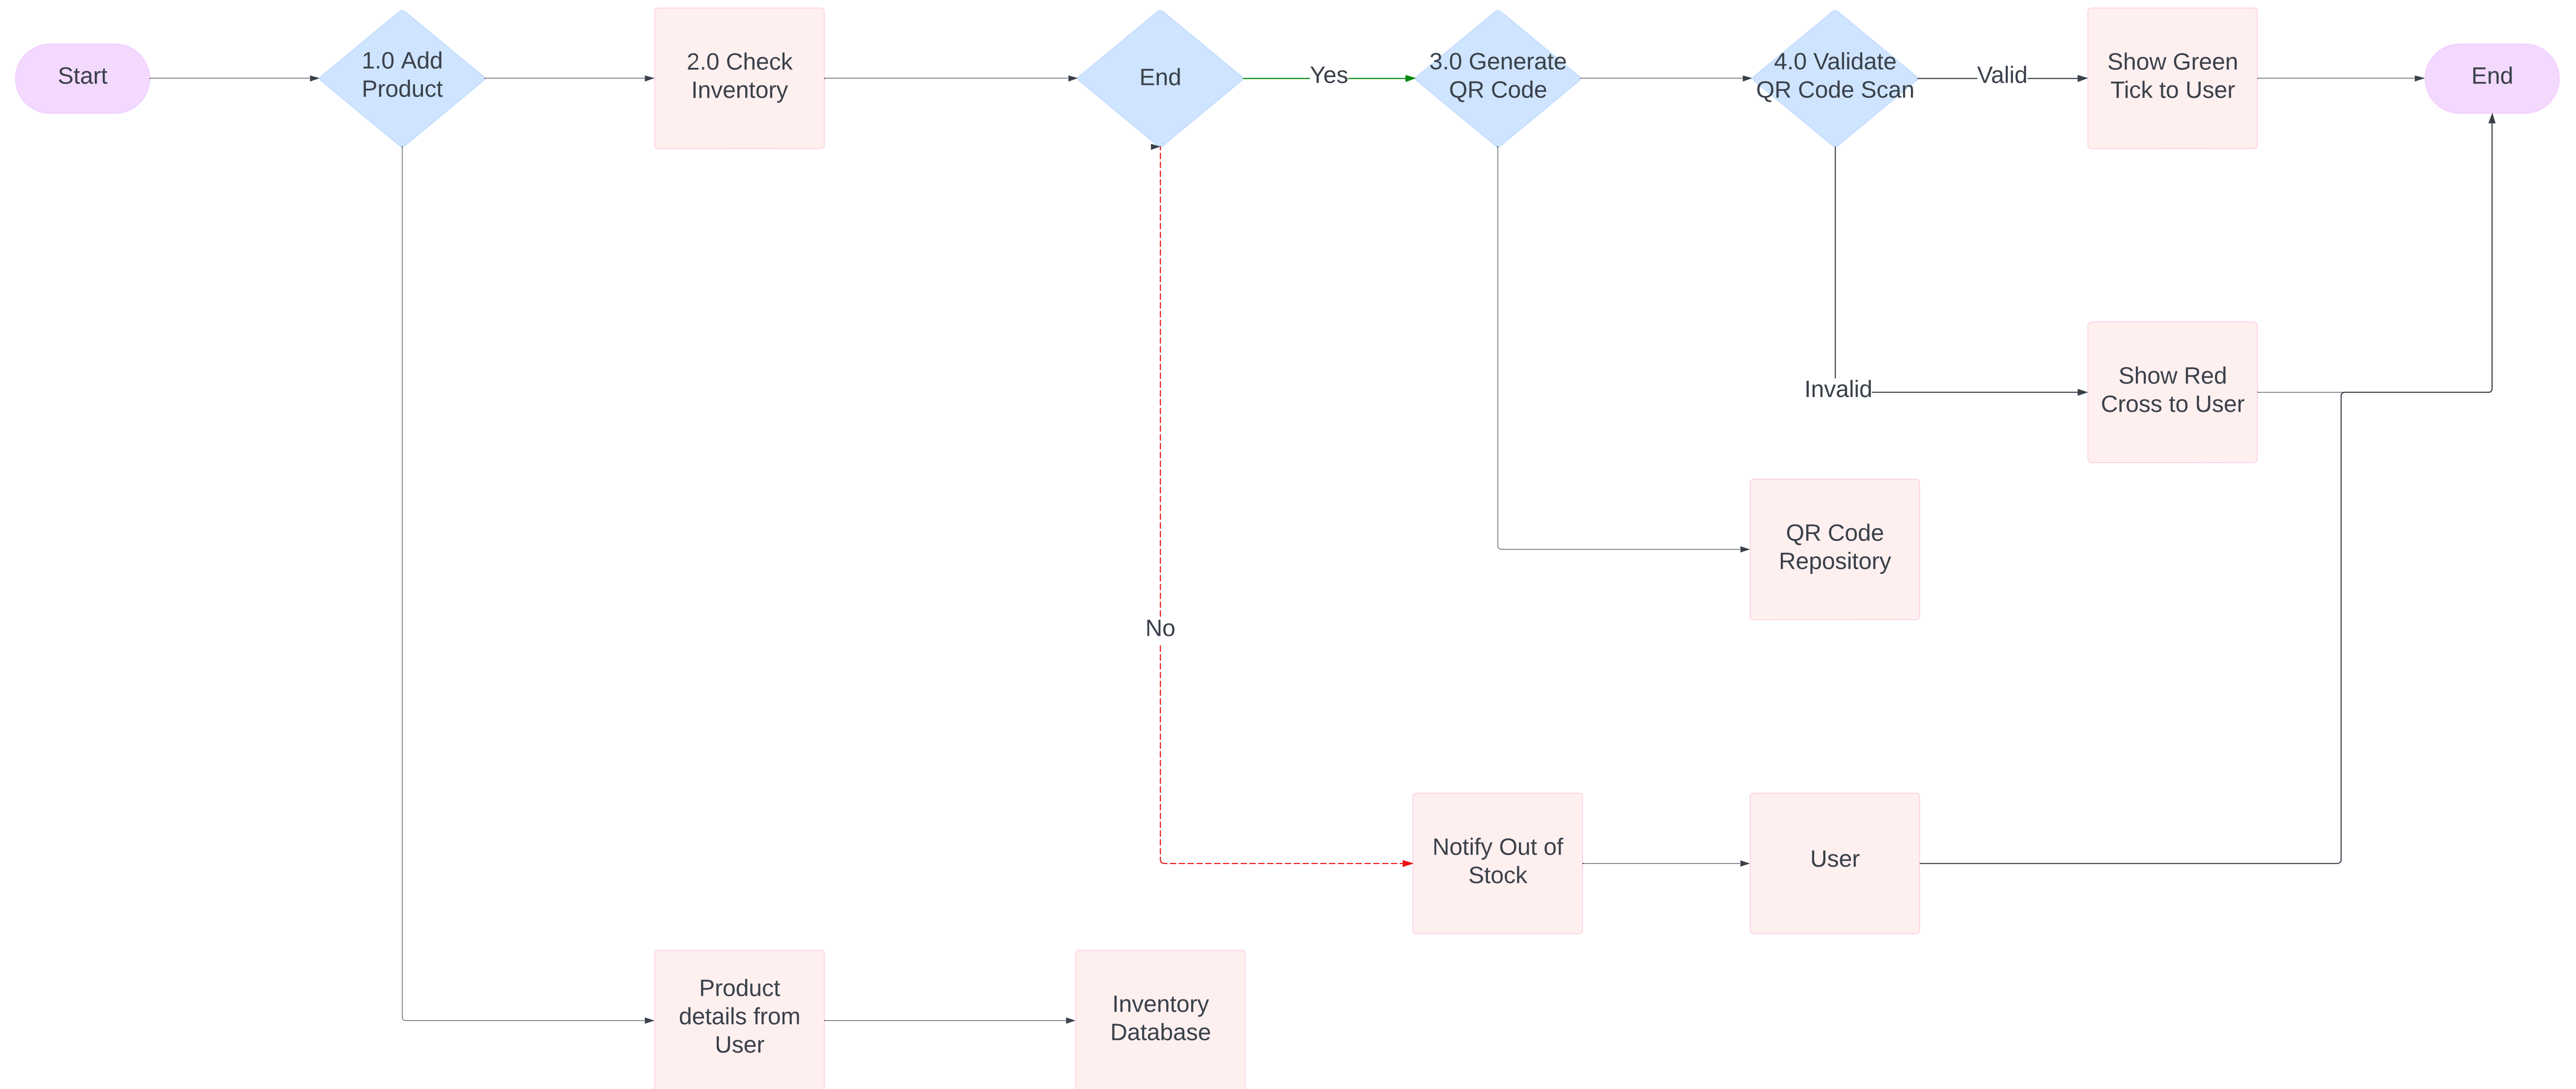 Start
1.0 Add
Product
2.0 Check
Inventory
End
Yes
3.0 Generate
QR Code
4.0 Validate
QR Code Scan
Valid
Show Green
Tick to User
End
Invalid
Show Red
Cross to User
QR Code
Repository
No
Notify Out of
Stock
User
Product
details from
User
Inventory
Database